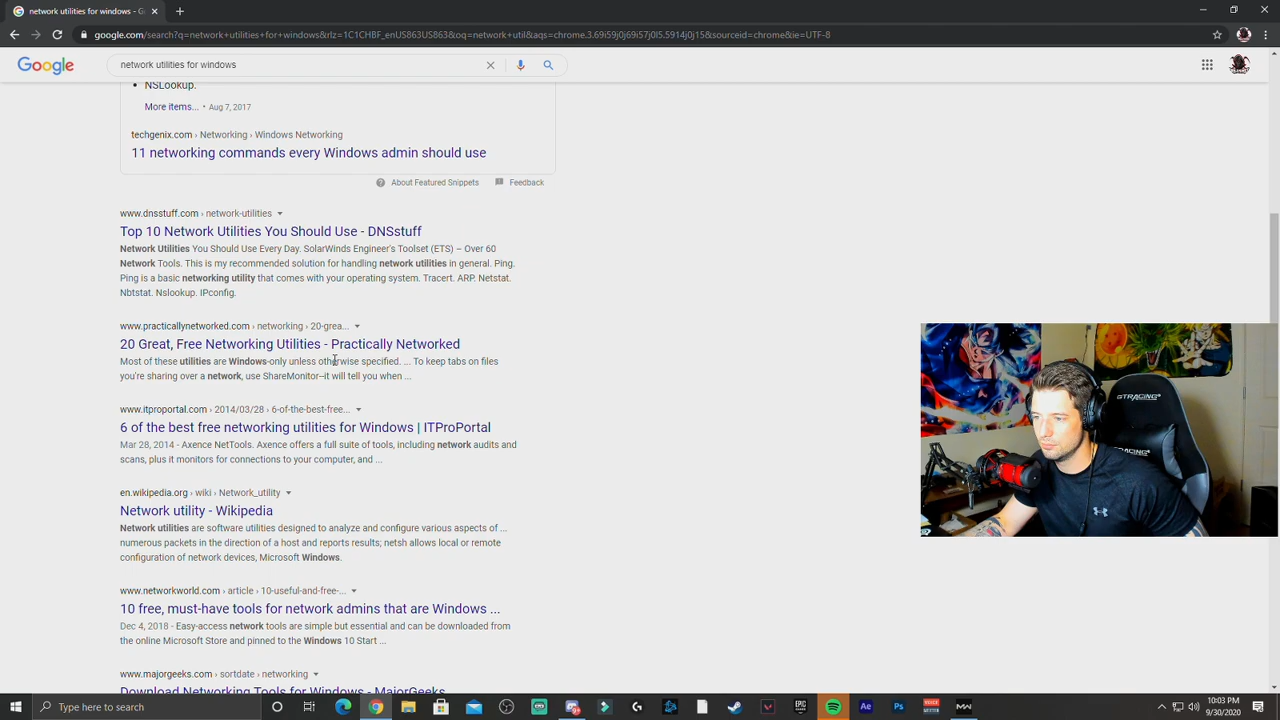 network utilities for windows - G
google.com/search?q=network+utilities+for+windows&rlz=1C1CHBF_enUS863US863&oq=network+util&aqs=chrome.3.69i59j0j69i57j0l5.5914j0j15&sourceid=chrome&ie=UTF-8
Google
network utilities for windows
NSLookup.
More items... • Aug 7, 2017
techgenix.com › Networking › Windows Networking
11 networking commands every Windows admin should use
About Featured Snippets
Feedback
www.dnsstuff.com › network-utilities
Top 10 Network Utilities You Should Use - DNSstuff
Network Utilities You Should Use Every Day. SolarWinds Engineer's Toolset (ETS) – Over 60
Network Tools. This is my recommended solution for handling network utilities in general. Ping.
Ping is a basic networking utility that comes with your operating system. Tracert. ARP. Netstat.
Nbtstat. Nslookup. IPconfig.
www.practicallynetworked.com › networking › 20-grea...
20 Great, Free Networking Utilities - Practically Networked
Most of these utilities are Windows-only unless otherwise specified. ... To keep tabs on files
you're sharing over a network, use ShareMonitor--it will tell you when ...
www.itproportal.com › 2014/03/28 › 6-of-the-best-free...
6 of the best free networking utilities for Windows | ITProPortal
Mar 28, 2014 - Axence NetTools. Axence offers a full suite of tools, including network audits and
scans, plus it monitors for connections to your computer, and ...
en.wikipedia.org › wiki › Network_utility
Network utility - Wikipedia
Network utilities are software utilities designed to analyze and configure various aspects of ...
numerous packets in the direction of a host and reports results; netsh allows local or remote
configuration of network devices, Microsoft Windows.
www.networkworld.com › article › 10-useful-and-free-...
10 free, must-have tools for network admins that are Windows ...
Dec 4, 2018 - Easy-access network tools are simple but essential and can be downloaded from
the online Microsoft Store and pinned to the Windows 10 Start ...
www.majorgeeks.com › sortdate › networking
Download Networking Tools for Windows - MajorGeeks
GTRACING
GTRACING
Type here to search
EPIC
Ae
Ps
10:03 PM
9/30/2020